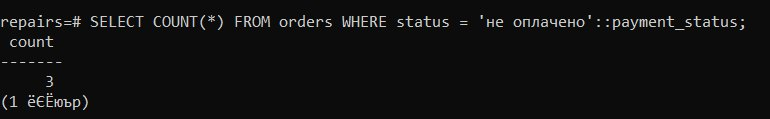 repairs=# SELECT COUNT(*) FROM orders WHERE status = 'не оплачено'::payment_status;
count
-------
3
(1 ёЄЁюър)